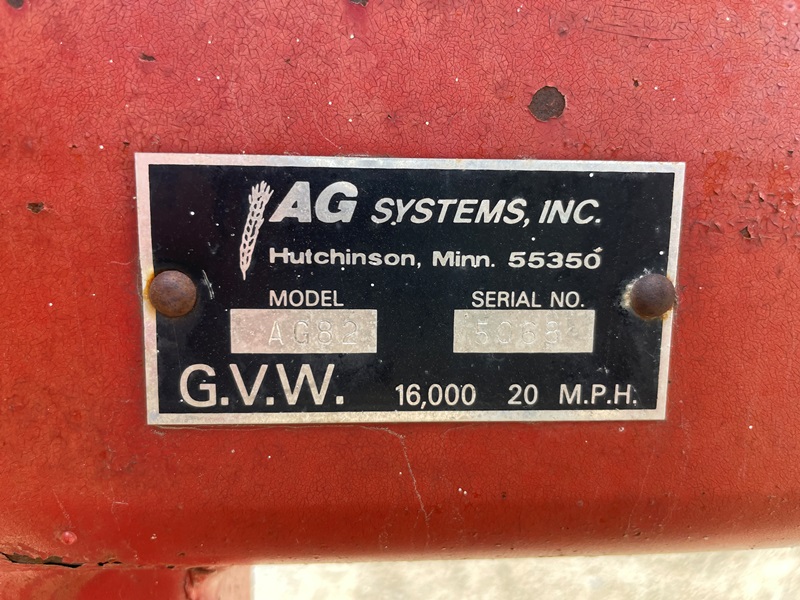 AG SYSTEMS, INC.
Hutchinson, Minn. 55350
MODEL SERIAL NO.
AG82
G.V.W. 16,000 20 M.P.H.